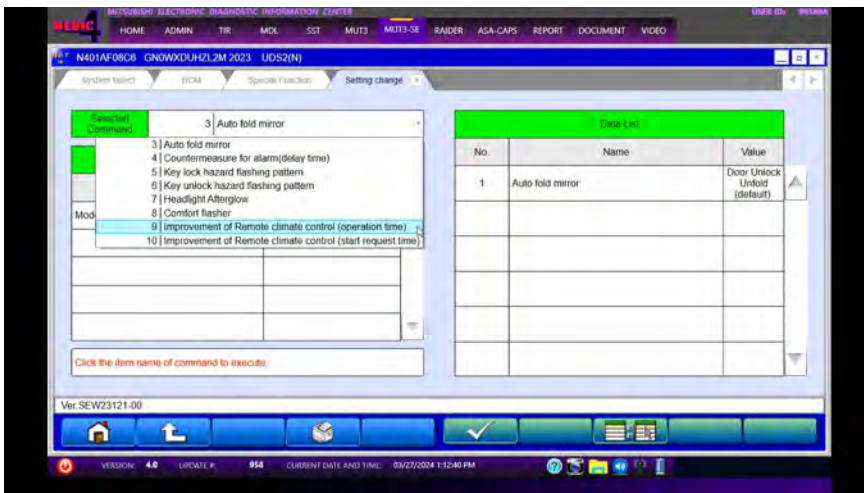 MITSUBISHI ELECTRONIC DIAGNOSTIC INFORMATION CENTER USER ID:
MEDIC 4 HOME ADMIN TIR MDL SST MUT3 MUT3-SE RAIDER ASA-CAPS REPORT DOCUMENT VIDEO
N401AF08C6 GN0WXDUHZL2M 2023 UDS2(N)
System select BCM Special Function Setting change
Selected Command 3 Auto fold mirror
3 Auto fold mirror
4 Countermeasure for alarm(delay time)
5 Key lock hazard flashing pattern
6 Key unlock hazard flashing pattern
7 Headlight Afterglow
8 Comfort flasher
9 Improvement of Remote climate control (operation time)
10 Improvement of Remote climate control (start request time)
Data List
No. Name Value
1 Auto fold mirror Door Unlock Unfold (default)
Click the item name of command to execute.
Ver.SEW23121-00
VERSION 4.0 UPDATE #: 958 CURRENT DATE AND TIME: 03/27/2024 1:12:40 PM